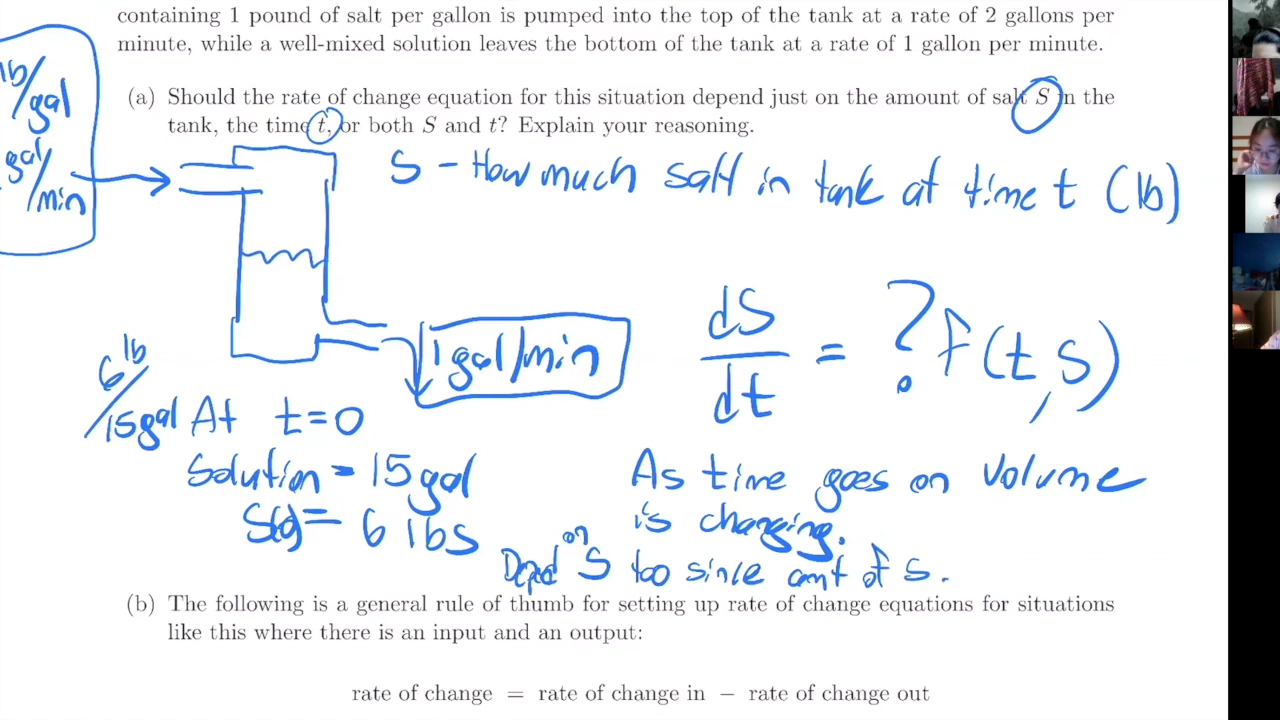 containing 1 pound of salt per gallon is pumped into the top of the tank at a rate of 2 gallons per
minute, while a well-mixed solution leaves the bottom of the tank at a rate of 1 gallon per minute.
(a) Should the rate of change equation for this situation depend just on the amount of salt S in the
tank, the time t, or both S and t? Explain your reasoning.
lb/gal
gal/min
S - How much salt in tank at time t (lb)
1 gal/min
dS/dt = ? f(t,S)
6 lb/15gal
At t=0
Solution = 15 gal
S(0)= 6 lbs
As time goes on volume
is changing.
Depend on S too since amt of S.
(b) The following is a general rule of thumb for setting up rate of change equations for situations
like this where there is an input and an output:
rate of change = rate of change in − rate of change out